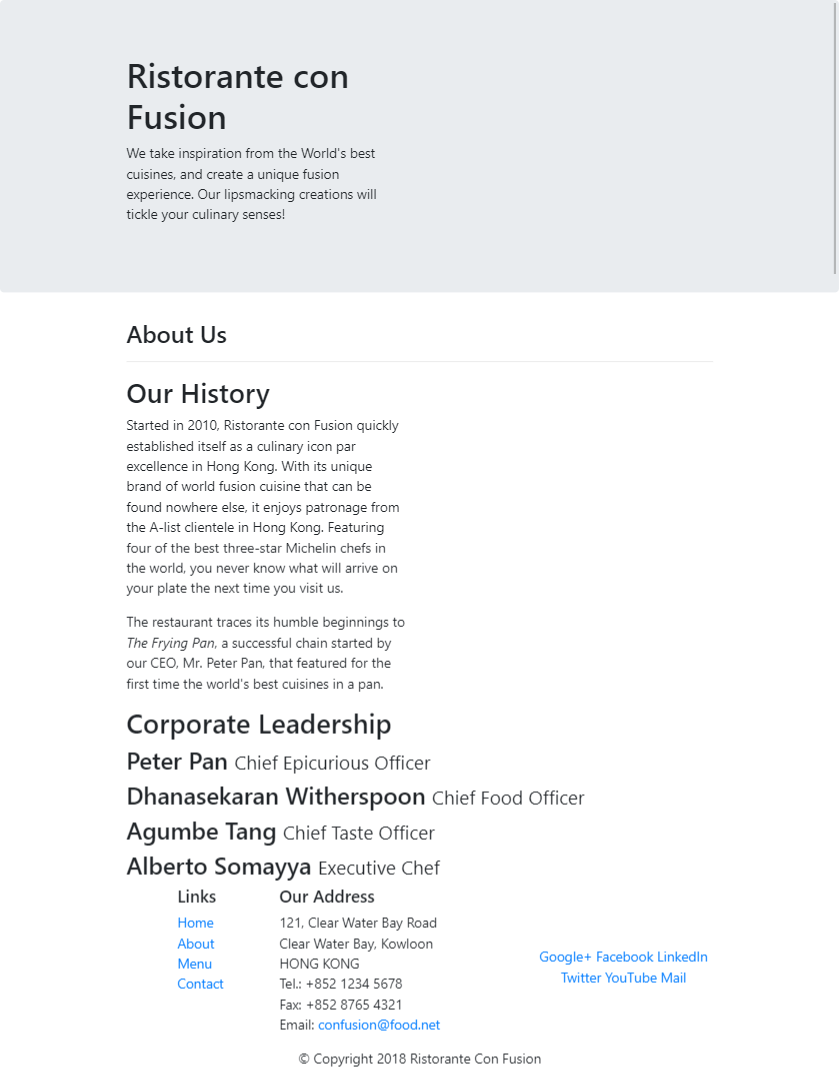 Ristorante con
Fusion
We take inspiration from the World's best
cuisines, and create a unique fusion
experience. Our lipsmacking creations will
tickle your culinary senses!
About Us
Our History
Started in 2010, Ristorante con Fusion quickly
established itself as a culinary icon par
excellence in Hong Kong. With its unique
brand of world fusion cuisine that can be
found nowhere else, it enjoys patronage from
the A-list clientele in Hong Kong. Featuring
four of the best three-star Michelin chefs in
the world, you never know what will arrive on
your plate the next time you visit us.
The restaurant traces its humble beginnings to
The Frying Pan, a successful chain started by
our CEO, Mr. Peter Pan, that featured for the
first time the world's best cuisines in a pan.
Corporate Leadership
Peter Pan Chief Epicurious Officer
Dhanasekaran Witherspoon Chief Food Officer
Agumbe Tang Chief Taste Officer
Alberto Somayya Executive Chef
Links
Home
About
Menu
Contact
Our Address
121, Clear Water Bay Road
Clear Water Bay, Kowloon
HONG KONG
Tel.: +852 1234 5678
Fax: +852 8765 4321
Email: confusion@food.net
Google+ Facebook LinkedIn
Twitter YouTube Mail
© Copyright 2018 Ristorante Con Fusion